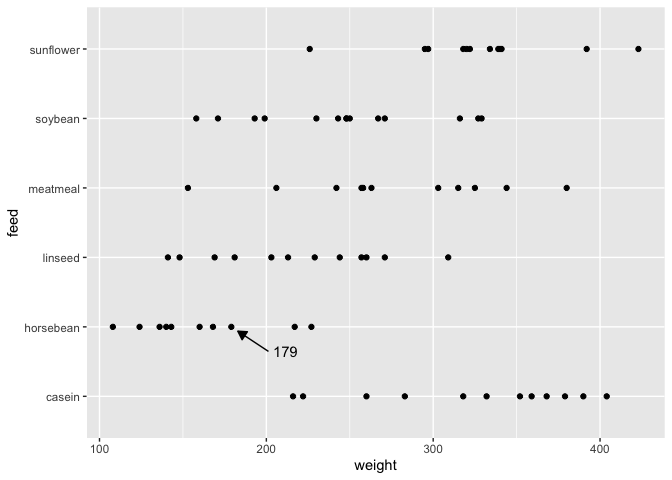 sunflower
soybean
meatmeal
linseed
horsebean
casein
feed
179
100 200 300 400
weight